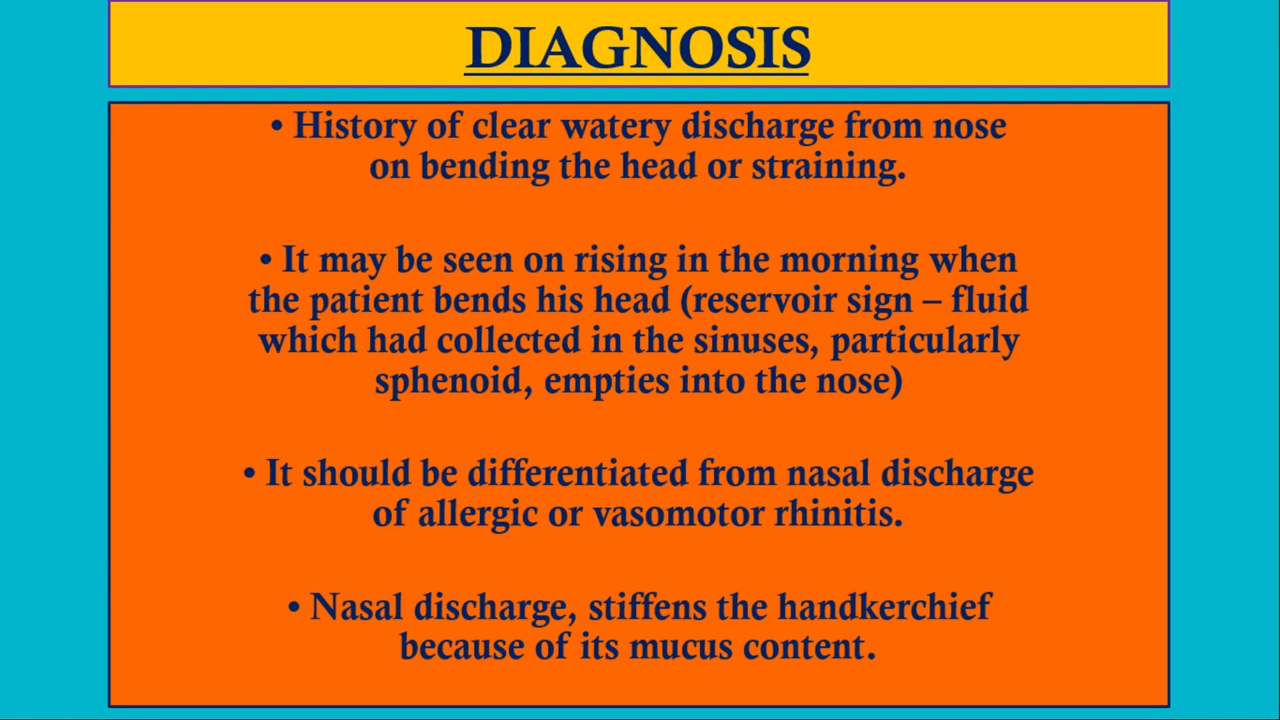 DIAGNOSIS
• History of clear watery discharge from nose
on bending the head or straining.
• It may be seen on rising in the morning when
the patient bends his head (reservoir sign – fluid
which had collected in the sinuses, particularly
sphenoid, empties into the nose)
• It should be differentiated from nasal discharge
of allergic or vasomotor rhinitis.
• Nasal discharge, stiffens the handkerchief
because of its mucus content.